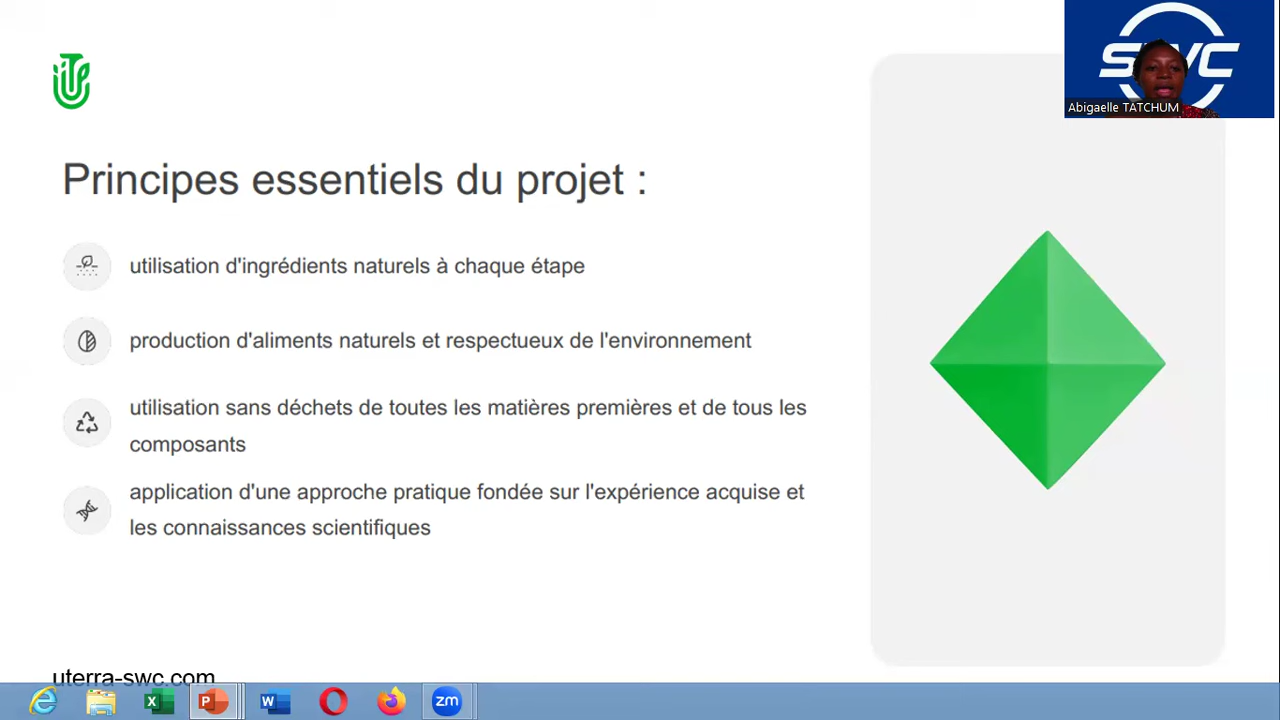 SWC
Abigaelle TATCHUM
Principes essentiels du projet :
utilisation d'ingrédients naturels à chaque étape
production d'aliments naturels et respectueux de l'environnement
utilisation sans déchets de toutes les matières premières et de tous les
composants
application d'une approche pratique fondée sur l'expérience acquise et
les connaissances scientifiques
uterra-swc.com
X
P
W
zm